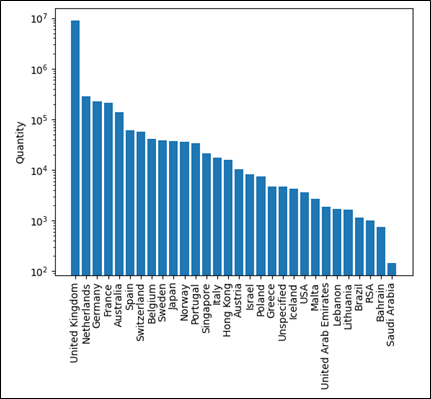 10⁷
10⁶
10⁵
10⁴
10³
10²
Quantity
United Kingdom
Netherlands
Germany
France
Australia
Spain
Switzerland
Belgium
Sweden
Japan
Norway
Portugal
Singapore
Italy
Hong Kong
Austria
Israel
Poland
Greece
Unspecified
Iceland
USA
Malta
United Arab Emirates
Lebanon
Lithuania
Brazil
RSA
Bahrain
Saudi Arabia